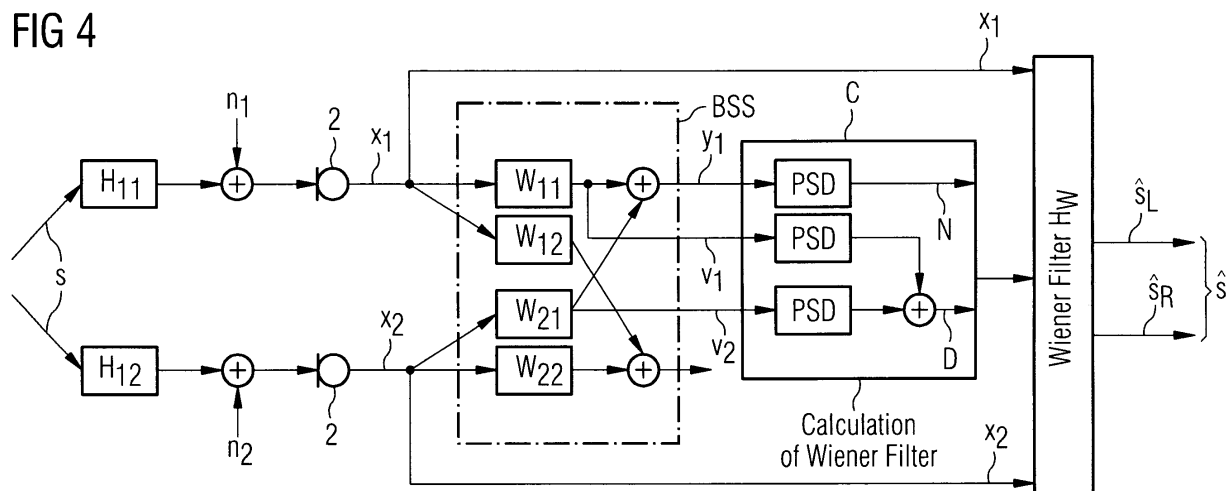 FIG 4
x1
n1
2
x1
BSS
y1
C
H11
W11
PSD
N
W12
PSD
v1
s
W21
PSD
x2
v2
D
H12
W22
n2
2
Calculation
of Wiener Filter
x2
Wiener Filter HW
ŝL
ŝ
ŝR